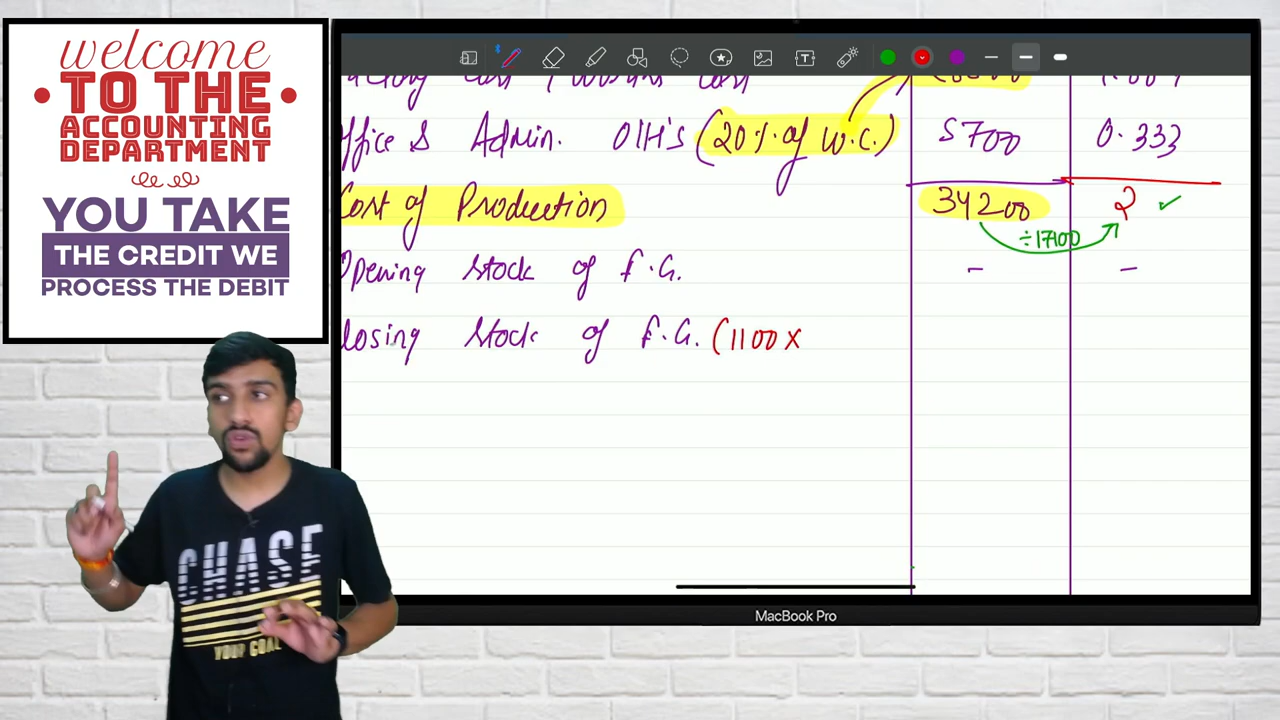 welcome
TO THE
ACCOUNTING
DEPARTMENT
YOU TAKE
THE CREDIT WE
PROCESS THE DEBIT
ffice & Admin. OH's (20% of W.C.) 5700 0.333
Cost of Production 34200 2 ✓
÷17100
Opening Stock of F.G. - -
losing Stock of F.G. (1100 x
CHASE
YOUR GOAL
MacBook Pro